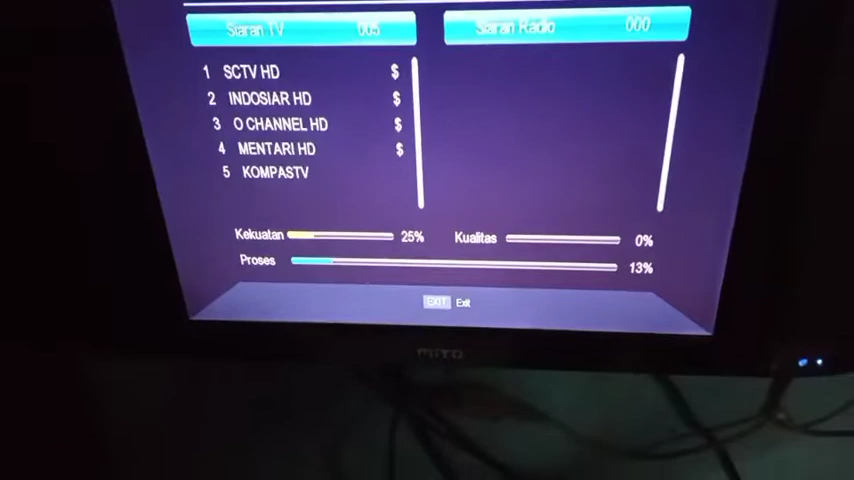 Siaran TV 005 Siaran Radio 000
1 SCTV HD $
2 INDOSIAR HD $
3 O CHANNEL HD $
4 MENTARI HD $
5 KOMPASTV
Kekuatan 25% Kualitas 0%
Proses 13%
EXIT Exit
MITO